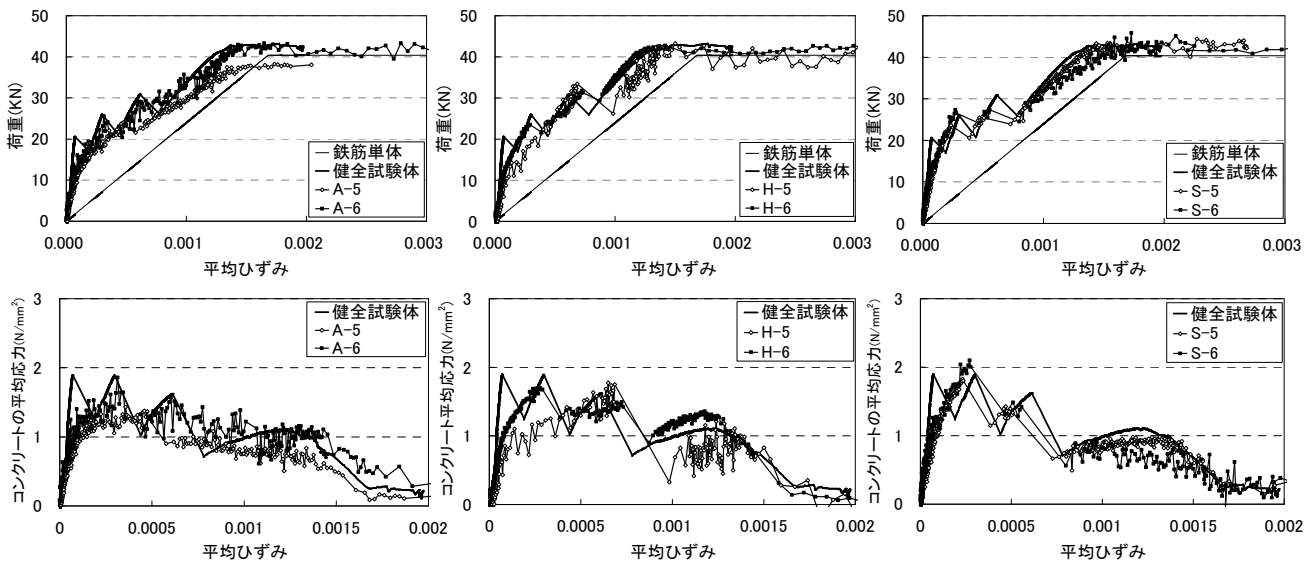 荷重(KN)
50
40
30
20
10
0
鉄筋単体
健全試験体
A-5
A-6
0.000
0.001
0.002
0.003
平均ひずみ
荷重(KN)
50
40
30
20
10
0
鉄筋単体
健全試験体
H-5
H-6
0.000
0.001
0.002
0.003
平均ひずみ
荷重(KN)
50
40
30
20
10
0
鉄筋単体
健全試験体
S-5
S-6
0.000
0.001
0.002
0.003
平均ひずみ
コンクリートの平均応力(N/mm²)
3
2
1
0
健全試験体
A-5
A-6
0
0.0005
0.001
0.0015
0.002
平均ひずみ
コンクリート平均応力(N/mm²)
3
2
1
0
健全試験体
H-5
H-6
0
0.0005
0.001
0.0015
0.002
平均ひずみ
コンクリートの平均応力(N/mm²)
3
2
1
0
健全試験体
S-5
S-6
0
0.0005
0.001
0.0015
0.002
平均ひずみ